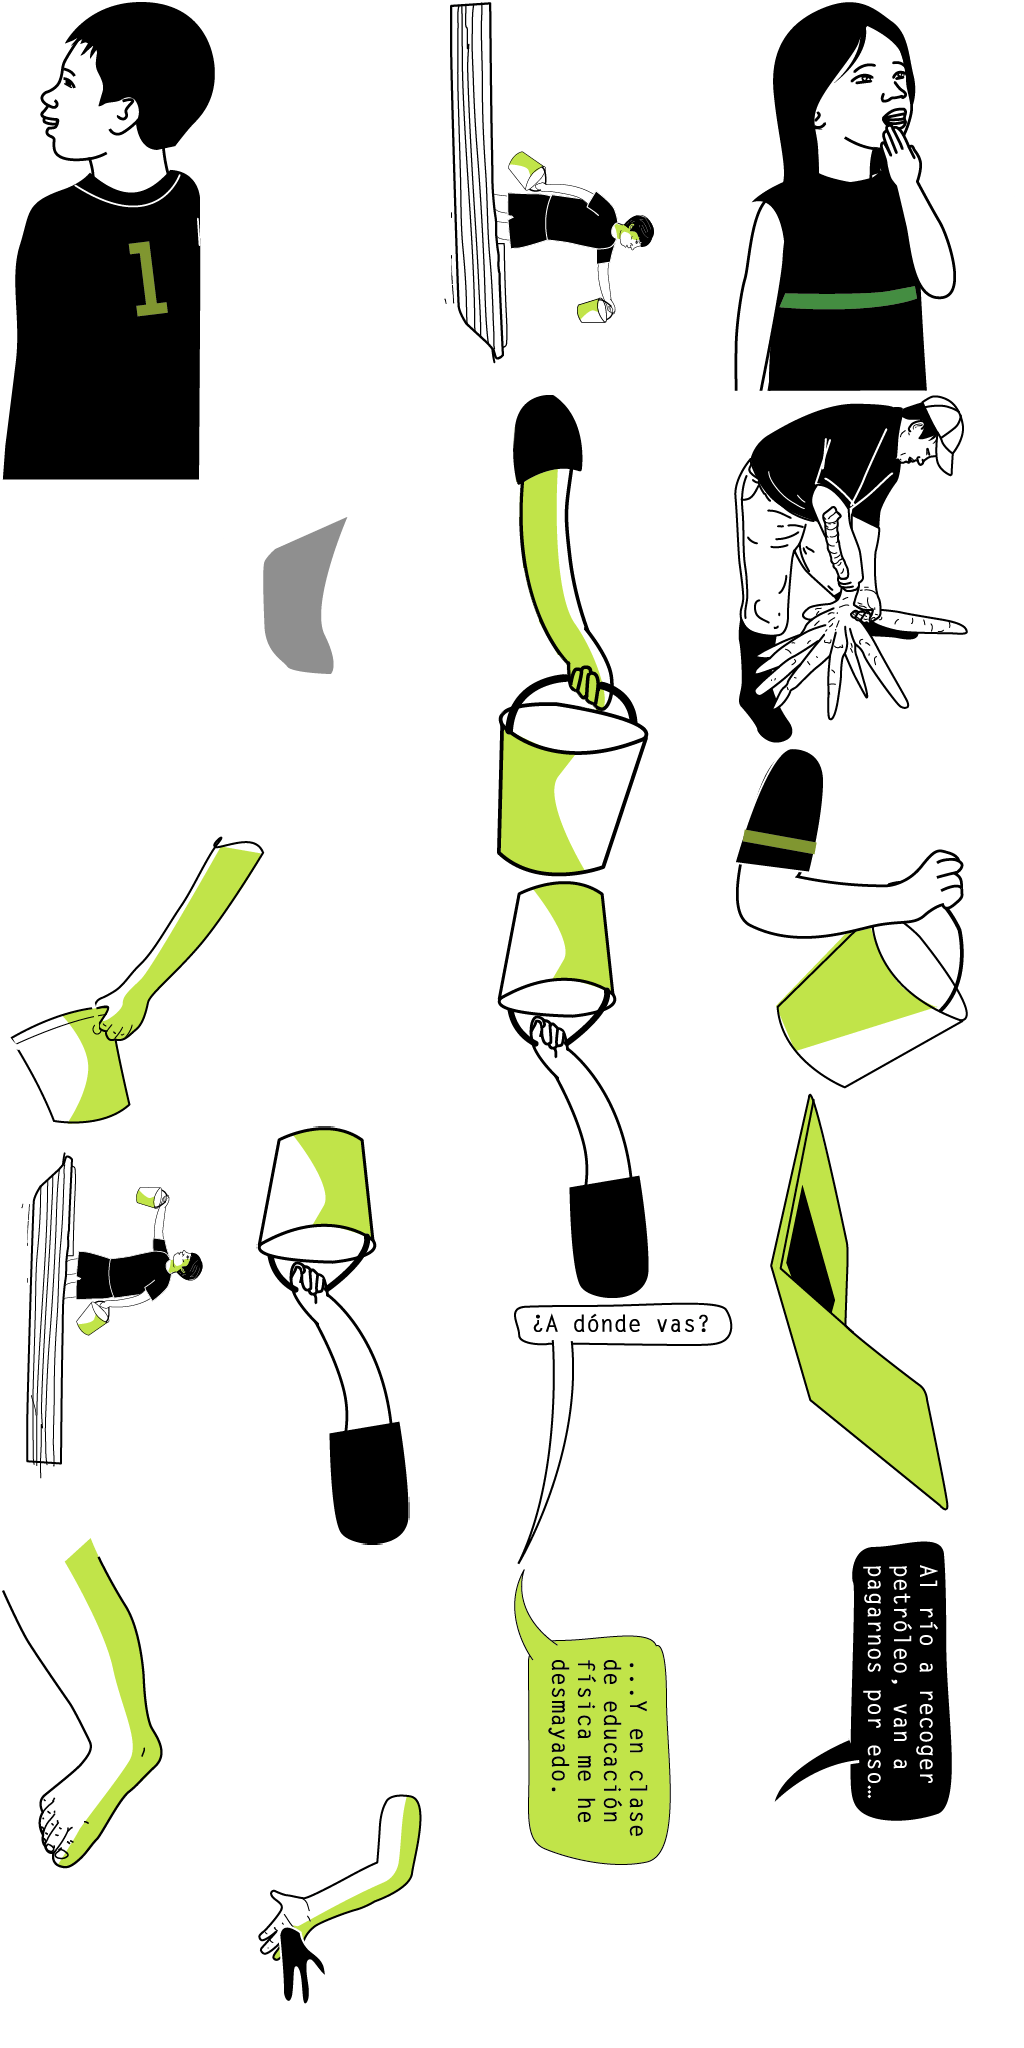 1
¿A dónde vas?
...Y en clase
de educación
física me he
desmayado.
Al río a recoger
petróleo, van a
pagarnos por eso…